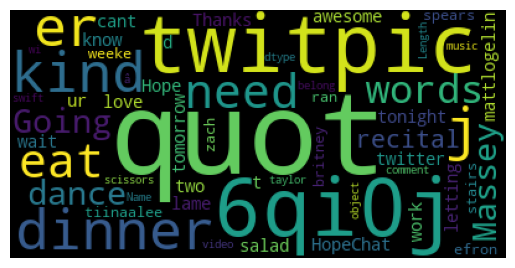 er
cant
Thanks
awesome
spears
Length
music
know
weeke
d
twitpic
wi
dtype
kind
Hope
need
words
mattlogelin
swift
ur
love
belong
ran
Going
tomorrow
zach
quot
j
tonight
wait
recital
eat
britney
twitter
Massey
scissors
two
t
taylor
comment
letting
stairs
dance
Name
lame
6qi0j
object
work
tiinaalee
dinner
video
salad
HopeChat
efron